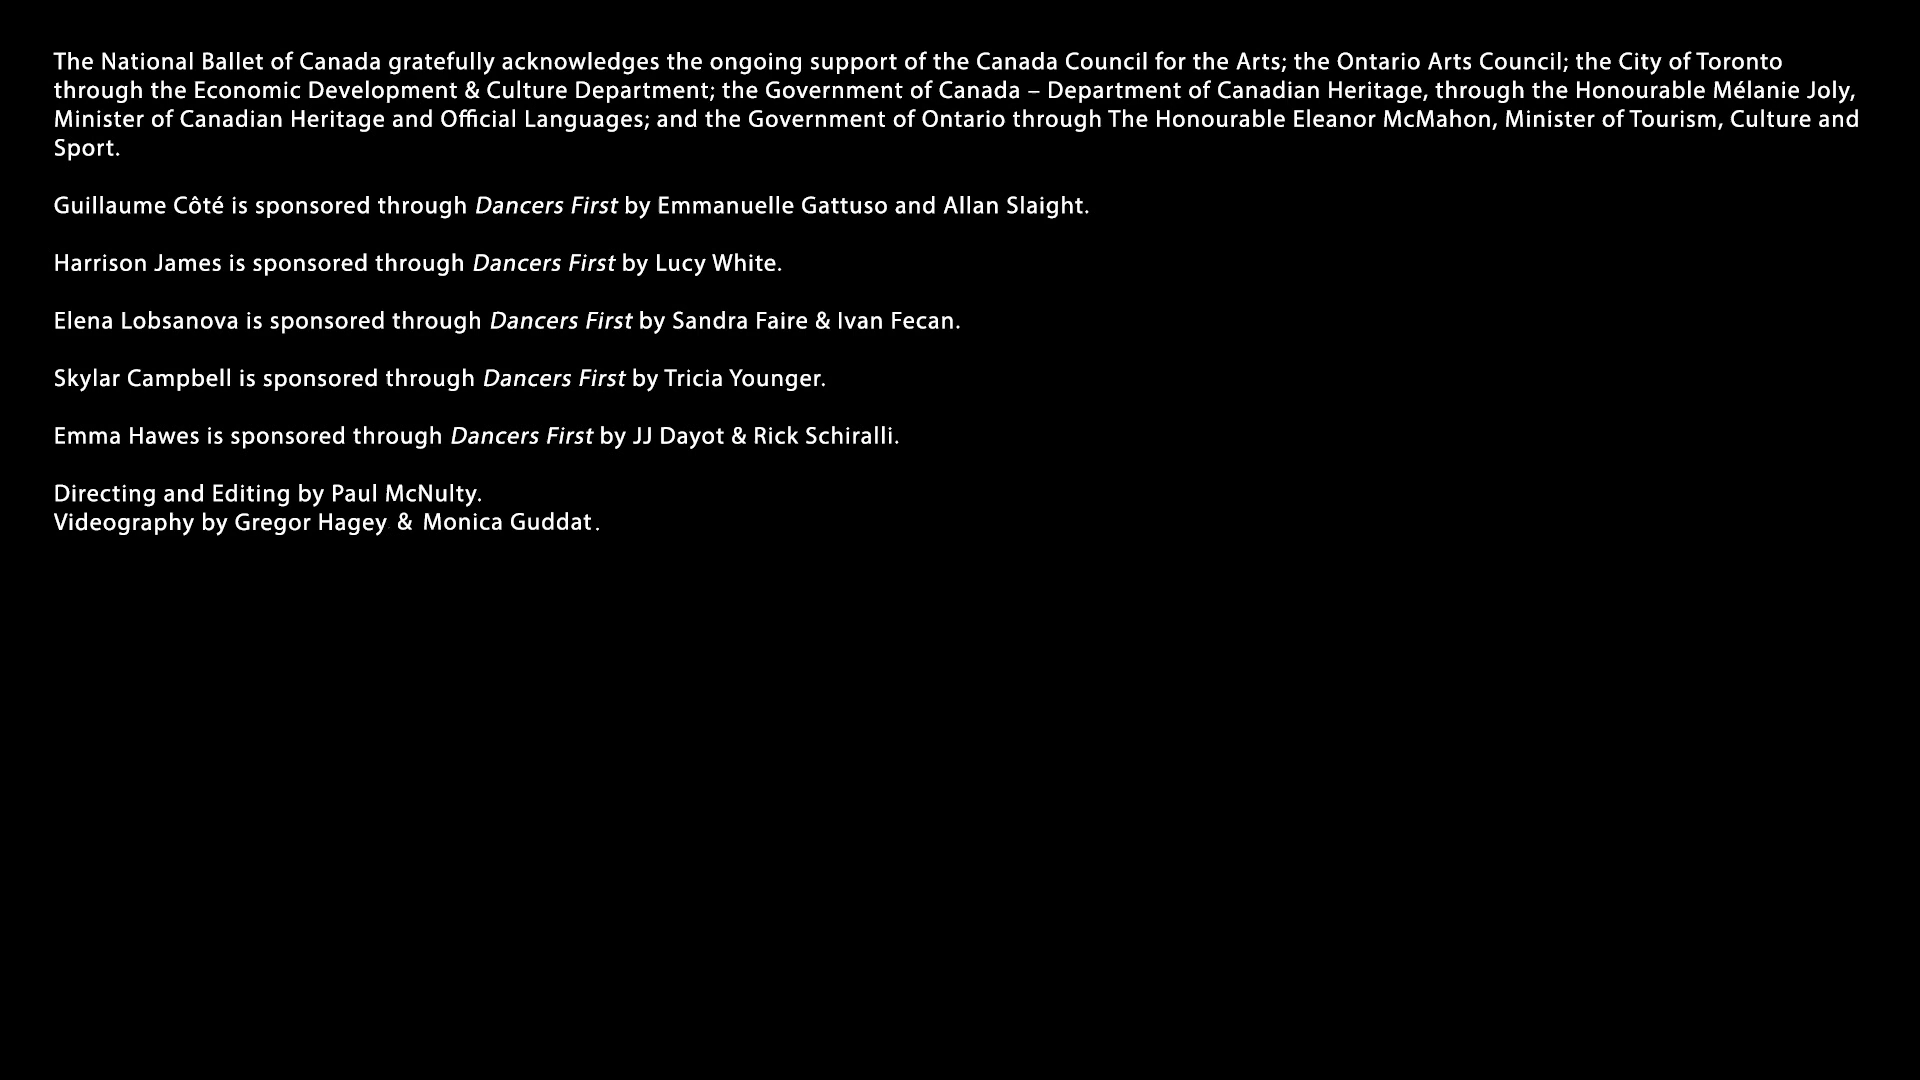 The National Ballet of Canada gratefully acknowledges the ongoing support of the Canada Council for the Arts; the Ontario Arts Council; the City of Toronto
through the Economic Development & Culture Department; the Government of Canada – Department of Canadian Heritage, through the Honourable Mélanie Joly,
Minister of Canadian Heritage and Official Languages; and the Government of Ontario through The Honourable Eleanor McMahon, Minister of Tourism, Culture and
Sport.
Guillaume Côté is sponsored through Dancers First by Emmanuelle Gattuso and Allan Slaight.
Harrison James is sponsored through Dancers First by Lucy White.
Elena Lobsanova is sponsored through Dancers First by Sandra Faire & Ivan Fecan.
Skylar Campbell is sponsored through Dancers First by Tricia Younger.
Emma Hawes is sponsored through Dancers First by JJ Dayot & Rick Schiralli.
Directing and Editing by Paul McNulty.
Videography by Gregor Hagey & Monica Guddat.